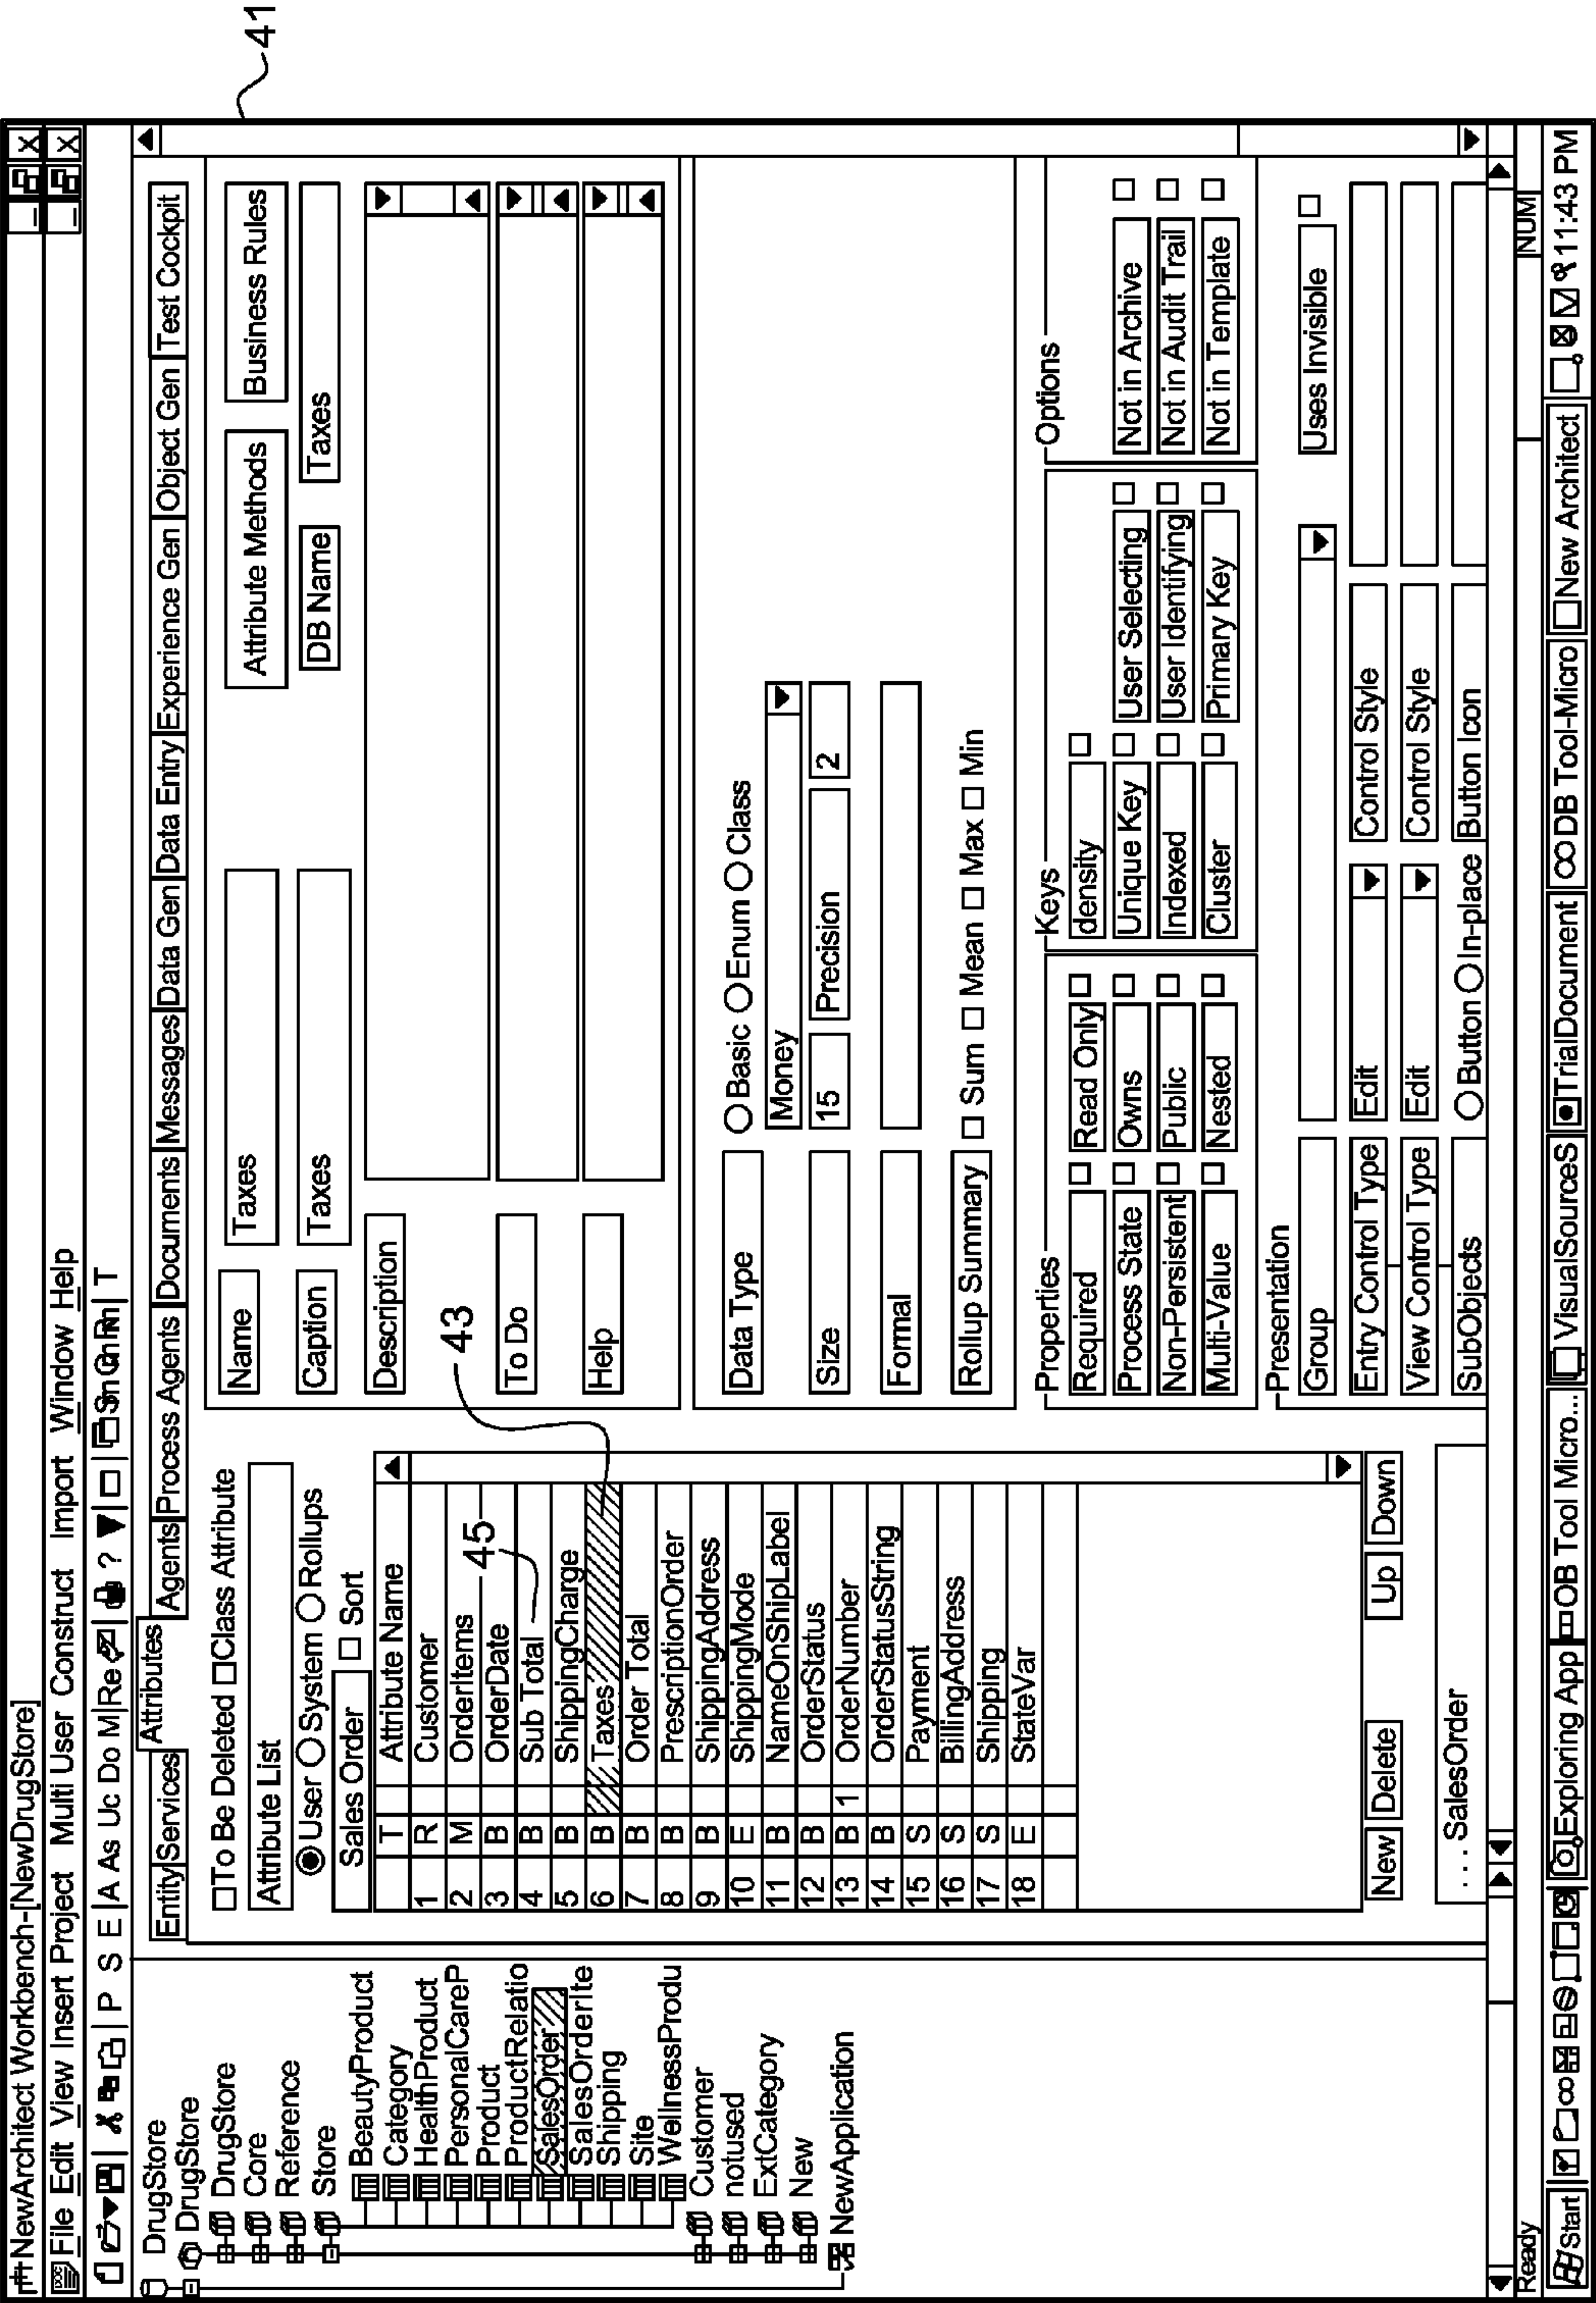 NewArchitect Workbench-[NewDrugStore]
File Edit View Insert Project Multi User Construct Import Window Help
P S E A As Uc Do M Re ? T
41
DrugStore
DrugStore
DrugStore
Core
Reference
Store
BeautyProduct
Category
HealthProduct
PersonalCareP
Product
ProductRelatio
SalesOrder
SalesOrderIte
Shipping
Site
WellnessProdu
Customer
notused
ExtCategory
New
NewApplication
Entity Services Attributes Agents Process Agents Documents Messages Data Gen Data Entry Experience Gen Object Gen Test Cockpit
To Be Deleted Class Attribute
Attribute List
User System Rollups
Sales Order Sort
T Attribute Name
1 R Customer
2 M OrderItems
3 B OrderDate
4 B Sub Total
5 B ShippingCharge
6 B Taxes
7 B Order Total
8 B PrescriptionOrder
9 B ShippingAddress
10 E ShippingMode
11 B NameOnShipLabel
12 B OrderStatus
13 B 1 OrderNumber
14 B OrderStatusString
15 S Payment
16 S BillingAddress
17 S Shipping
18 E StateVar
45
43
New Delete Up Down
...SalesOrder
Name Taxes Attribute Methods Business Rules
Caption Taxes DB Name Taxes
Description
To Do
Help
Data Type Basic Enum Class
Money
Size 15 Precision 2
Formal
Rollup Summary Sum Mean Max Min
Properties Keys Options
Required Read Only density
Process State Owns Unique Key User Selecting Not in Archive
Non-Persistent Public Indexed User Identifying Not in Audit Trail
Multi-Value Nested Cluster Primary Key Not in Template
Presentation
Group Uses Invisible
Entry Control Type Edit Control Style
View Control Type Edit Control Style
SubObjects Button In-place Button Icon
Ready NUM
Start Exploring App OB Tool Micro... VisualSourceS TrialDocument DB Tool-Micro New Architect 11:43 PM